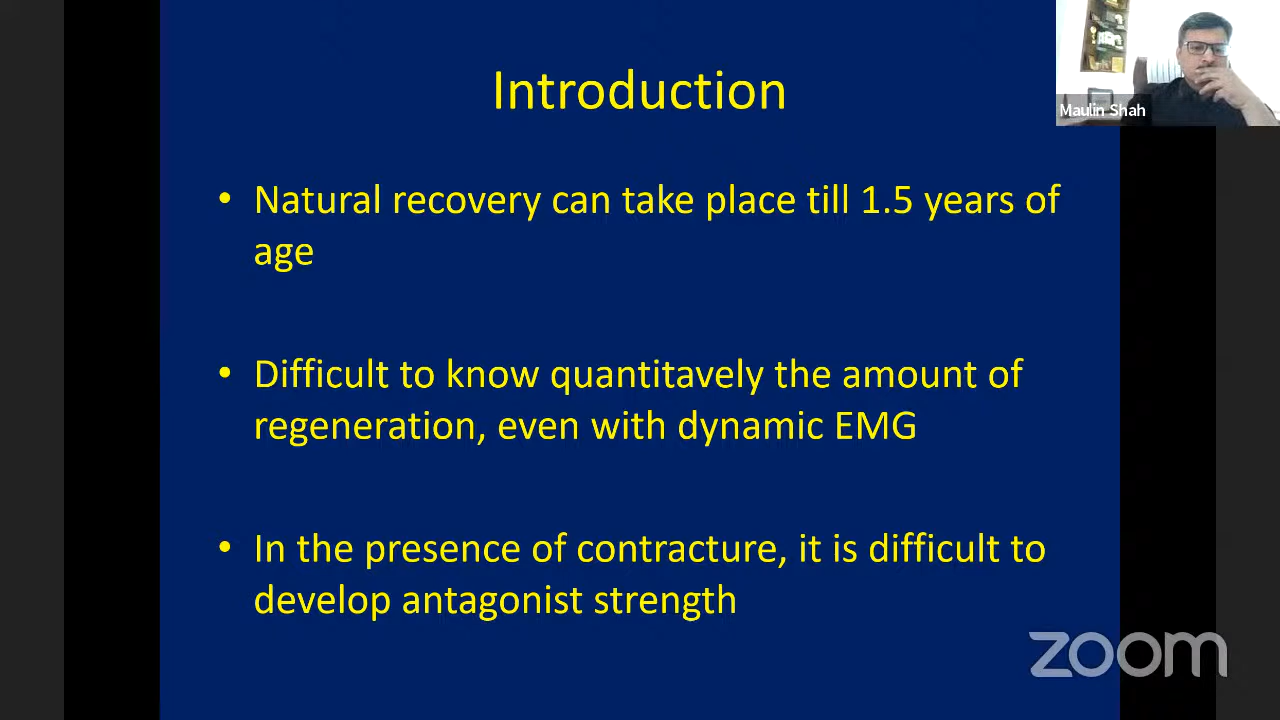 Introduction
Maulin Shah
• Natural recovery can take place till 1.5 years of
age
• Difficult to know quantitavely the amount of
regeneration, even with dynamic EMG
• In the presence of contracture, it is difficult to
develop antagonist strength
zoom